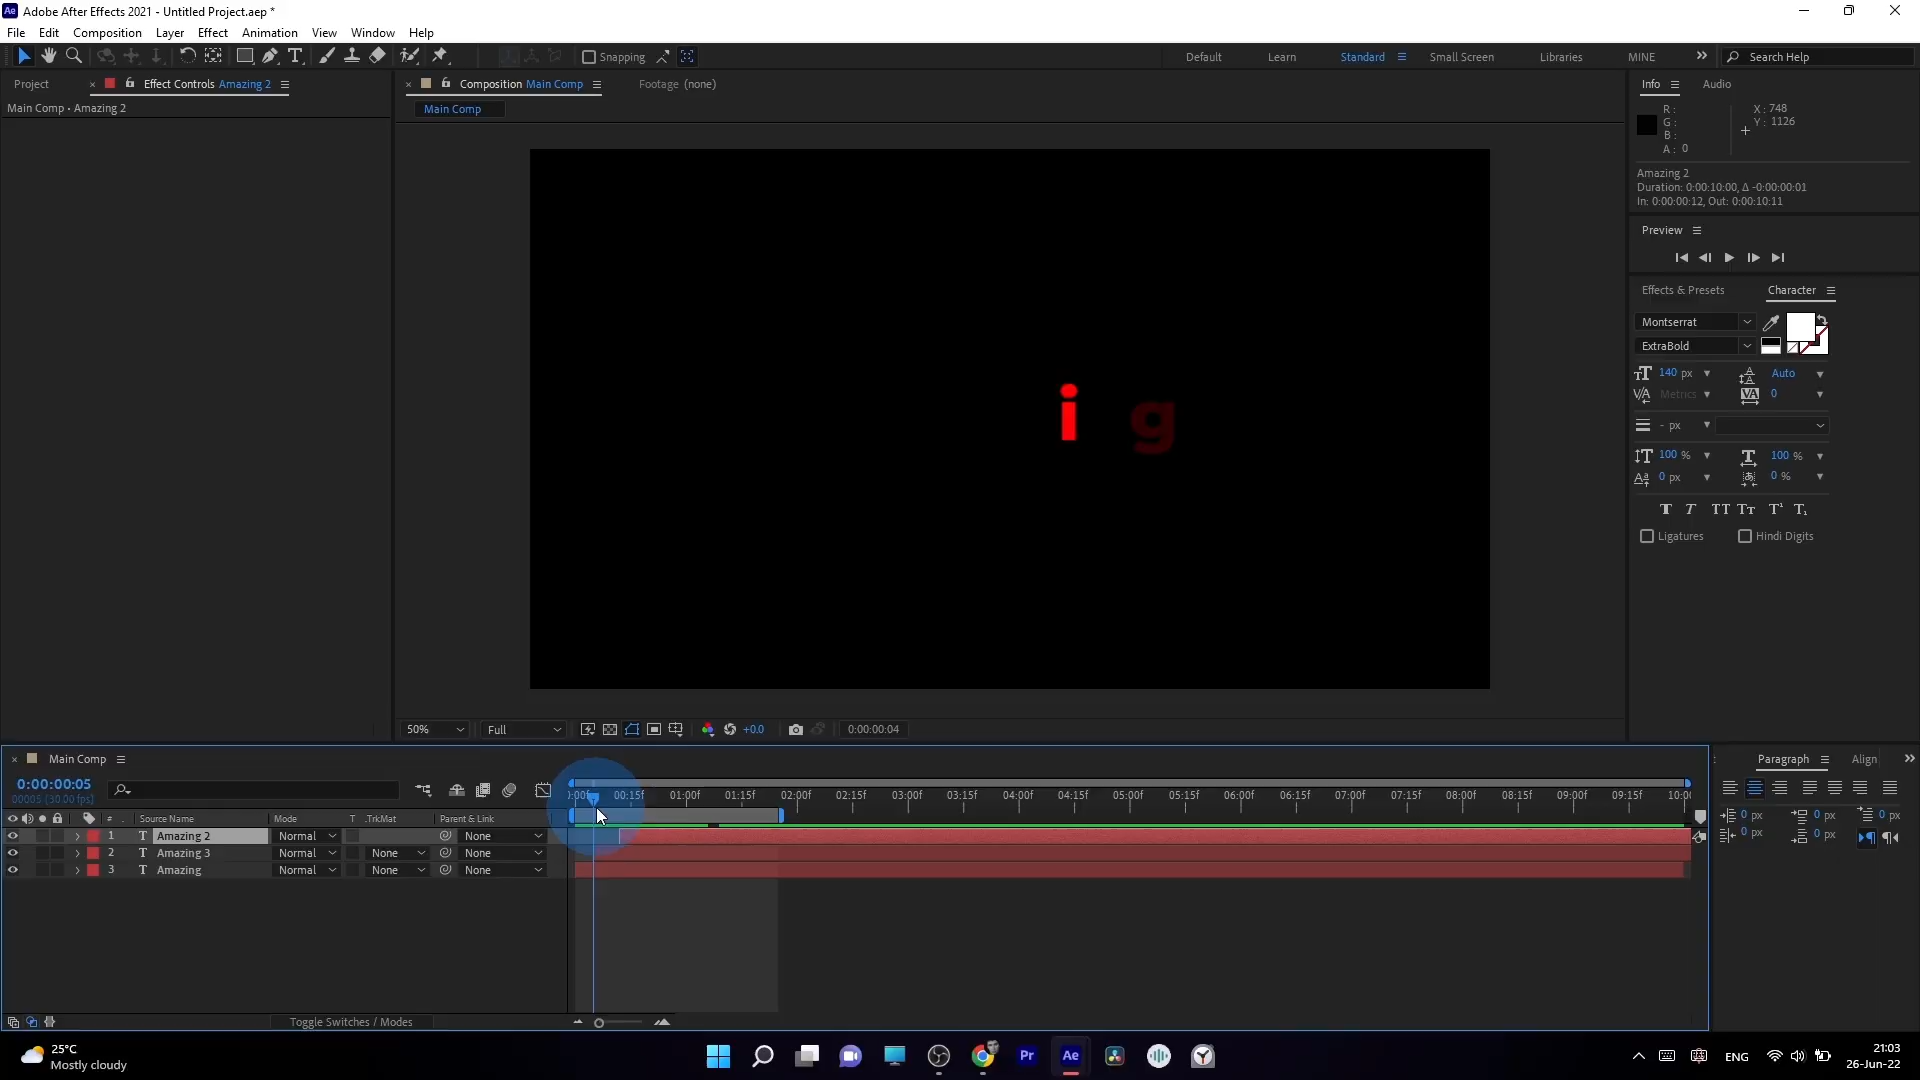 Adobe After Effects 2021 - Untitled Project.aep *
File Edit Composition Layer Effect Animation View Window Help
Snapping
Default Learn Standard Small Screen Libraries MINE Search Help
Project Effect Controls Amazing 2
Composition Main Comp Footage (none)
Info Audio
Main Comp • Amazing 2
Main Comp
R :
G :
B :
A : 0
X : 748
Y : 1126
Amazing 2
Duration: 0:00:10:00, Δ -0:00:00:01
In: 0:00:00:12, Out: 0:00:10:11
Preview
Effects & Presets Character
Montserrat
ExtraBold
140 px Auto
Metrics 0
- px
100 % 100 %
0 px 0 %
T T TT Tт T¹ T₁
Ligatures Hindi Digits
i g
50% Full +0.0 0:00:00:04
Main Comp
0:00:00:05
00005 (30.00 fps)
:00f 00:15f 01:00f 01:15f 02:00f 02:15f 03:00f 03:15f 04:00f 04:15f 05:00f 05:15f 06:00f 06:15f 07:00f 07:15f 08:00f 08:15f 09:00f 09:15f 10:00
# Source Name Mode T .TrkMat Parent & Link
1 T Amazing 2 Normal None
2 T Amazing 3 Normal None None
3 T Amazing Normal None None
Toggle Switches / Modes
Paragraph Align
0 px 0 px 0 px
0 px 0 px
25°C
Mostly cloudy
Pr Ae
ENG
21:03
26-Jun-22